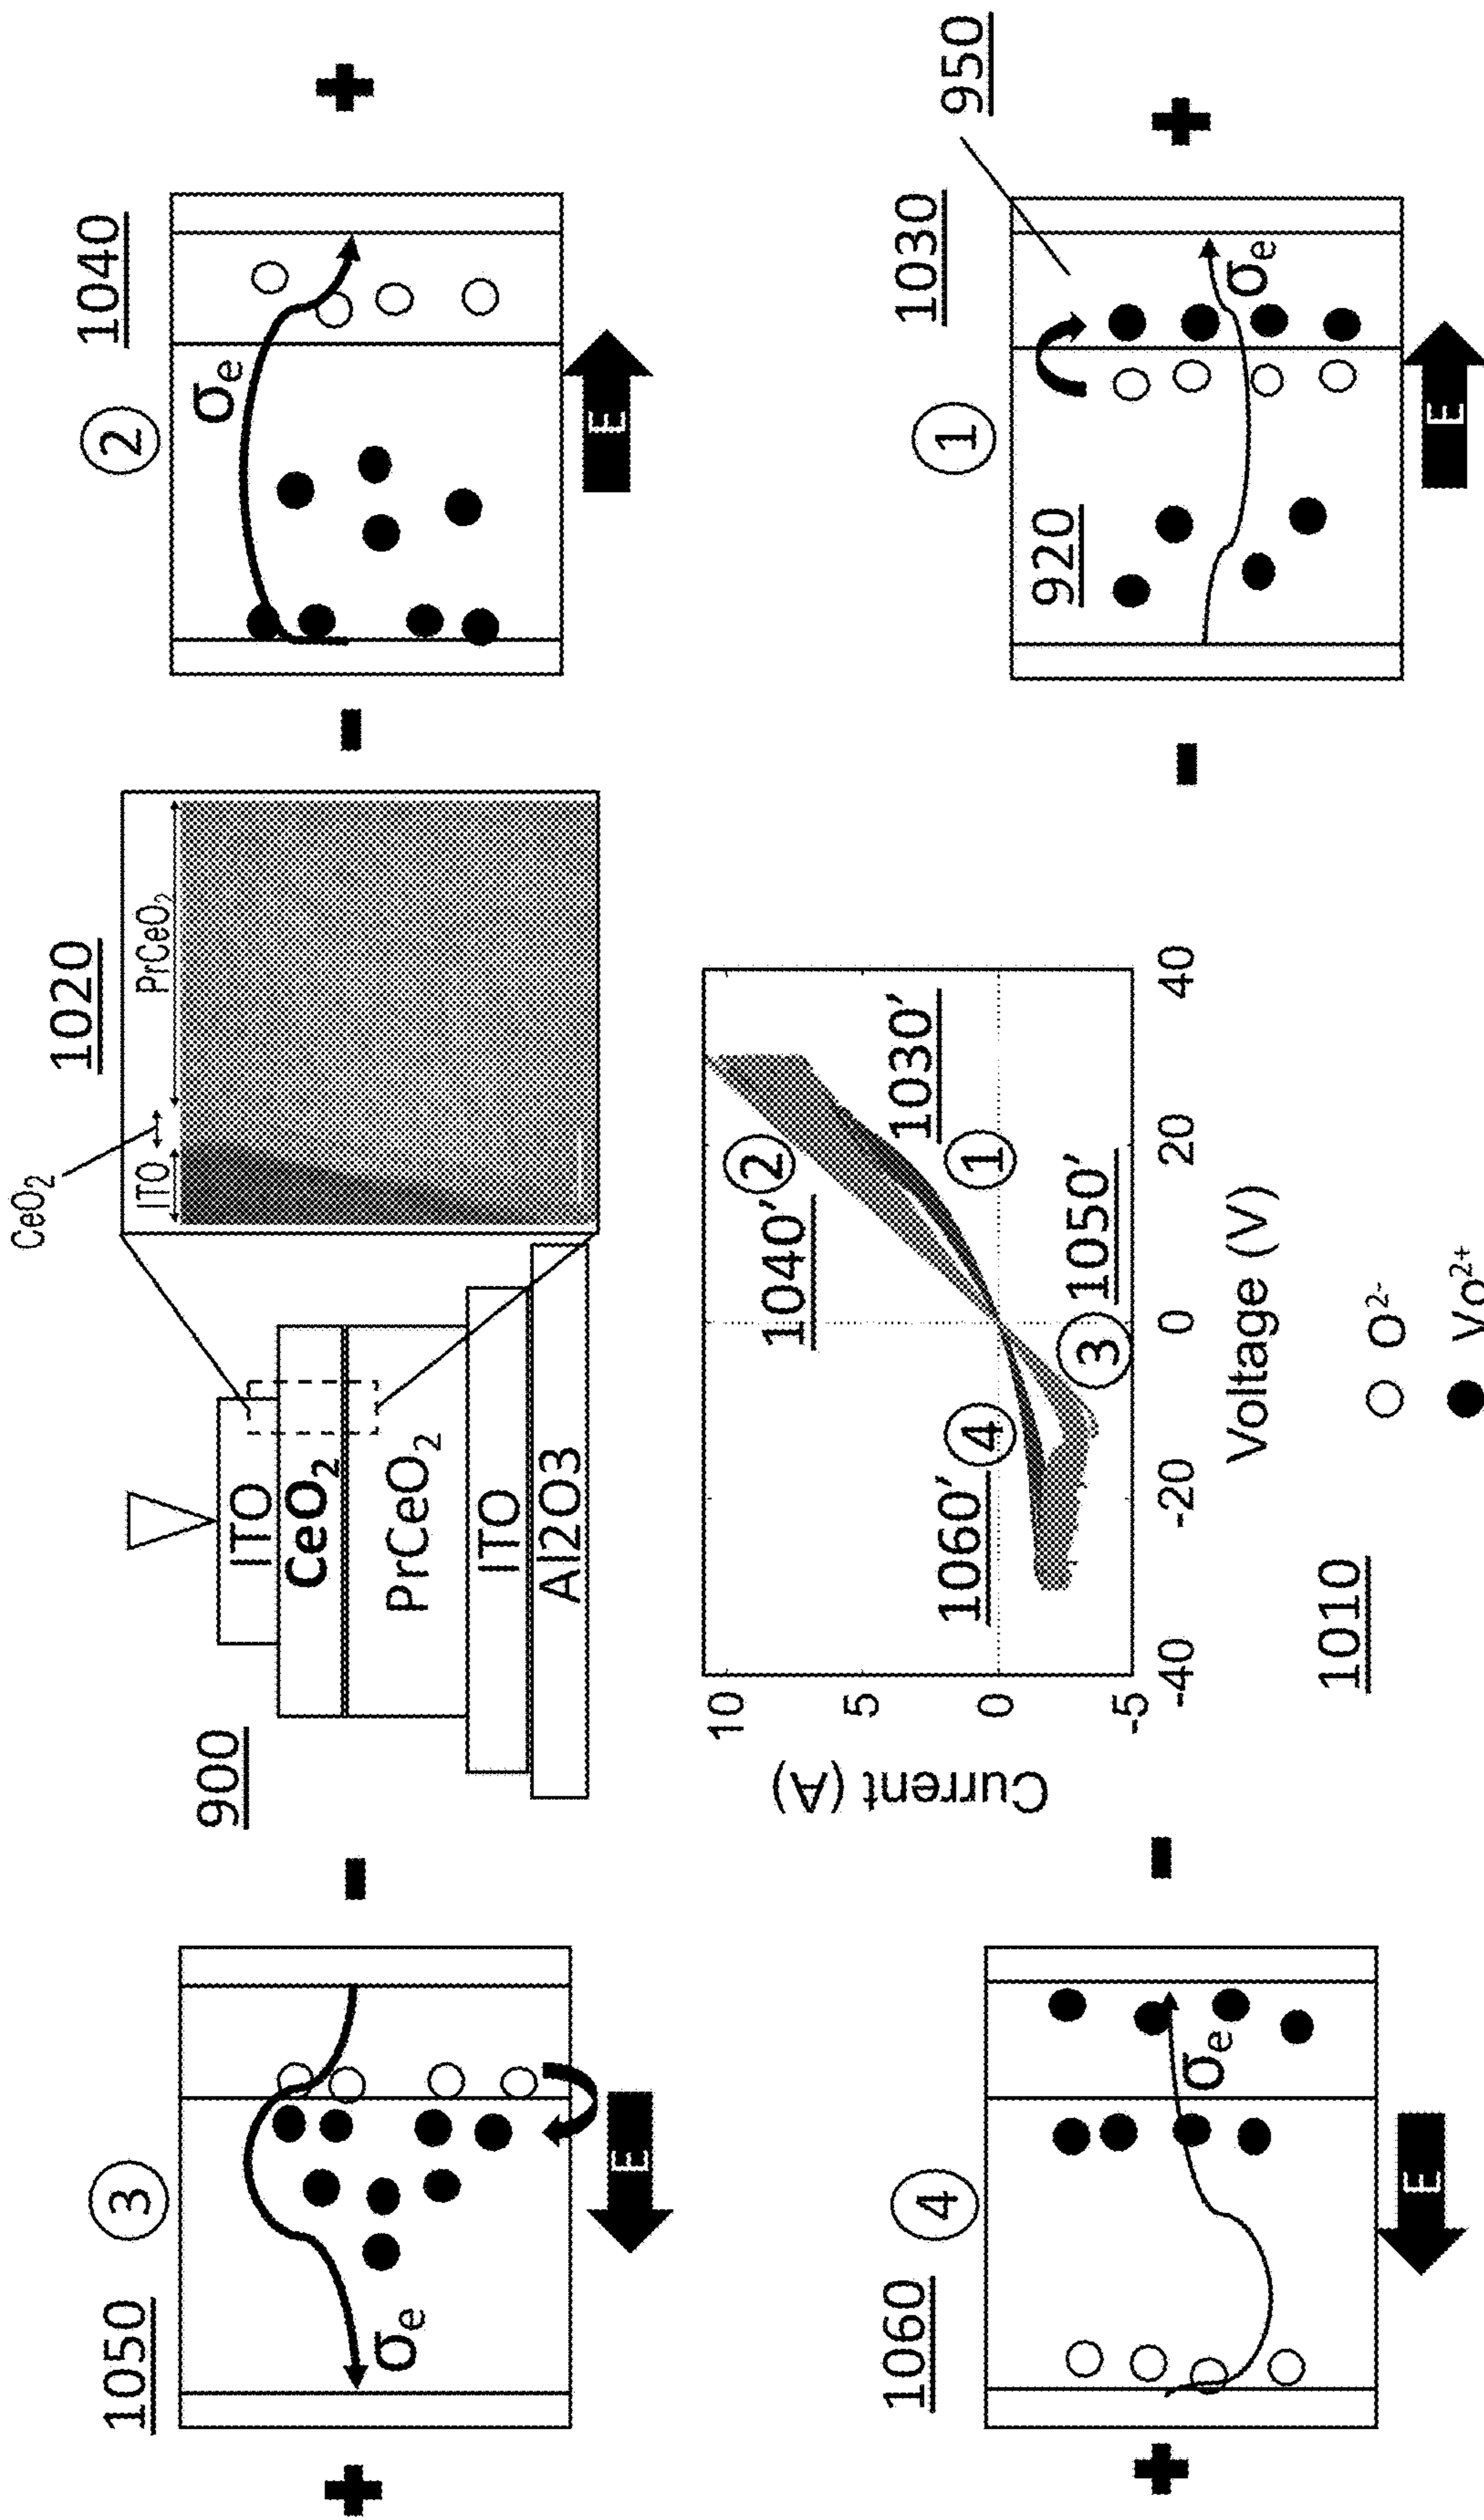 1050
③
σe
E
+
-
900
ITO
CeO2
PrCeO2
ITO
Al2O3
1020
CeO2
ITO
PrCeO2
1040
②
σe
E
-
+
1060
④
σe
E
+
-
Current (A)
10
5
0
-5
-40
-20
0
20
40
Voltage (V)
1040' ②
1030'
①
1060'
④
③
1050'
1010
O2-
Vo2+
920
①
1030
950
σe
E
-
+